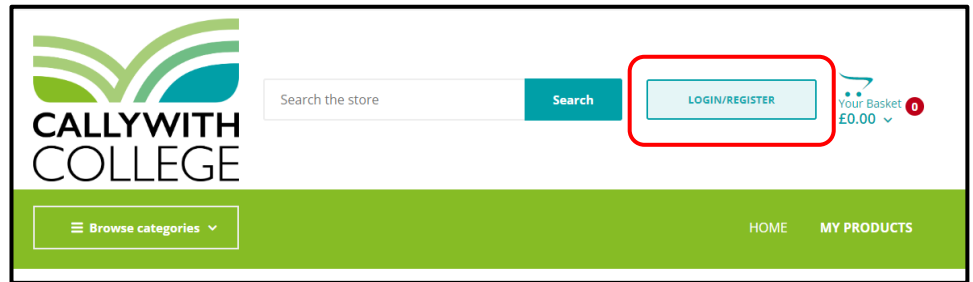 CALLYWITH
COLLEGE
Search the store
Search
LOGIN/REGISTER
Your Basket 0
£0.00
Browse categories
HOME
MY PRODUCTS